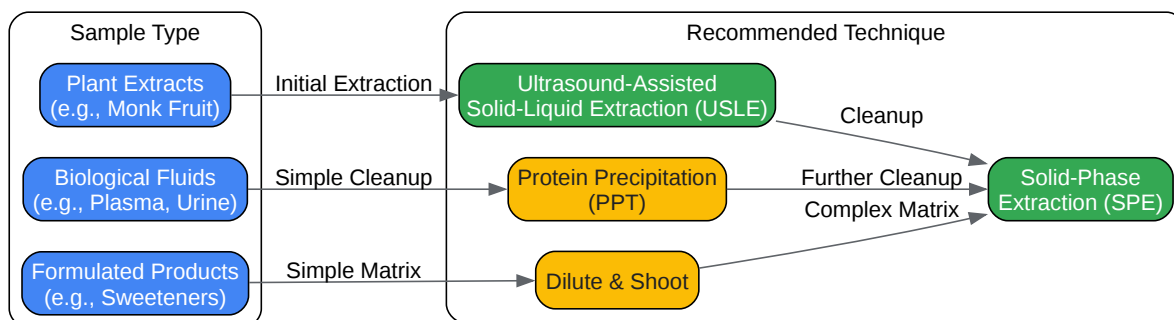 Sample Type
Recommended Technique
Plant Extracts
(e.g., Monk Fruit)
Initial Extraction
Ultrasound-Assisted
Solid-Liquid Extraction (USLE)
Cleanup
Biological Fluids
(e.g., Plasma, Urine)
Simple Cleanup
Protein Precipitation
(PPT)
Further Cleanup
Solid-Phase
Extraction (SPE)
Complex Matrix
Formulated Products
(e.g., Sweeteners)
Simple Matrix
Dilute & Shoot